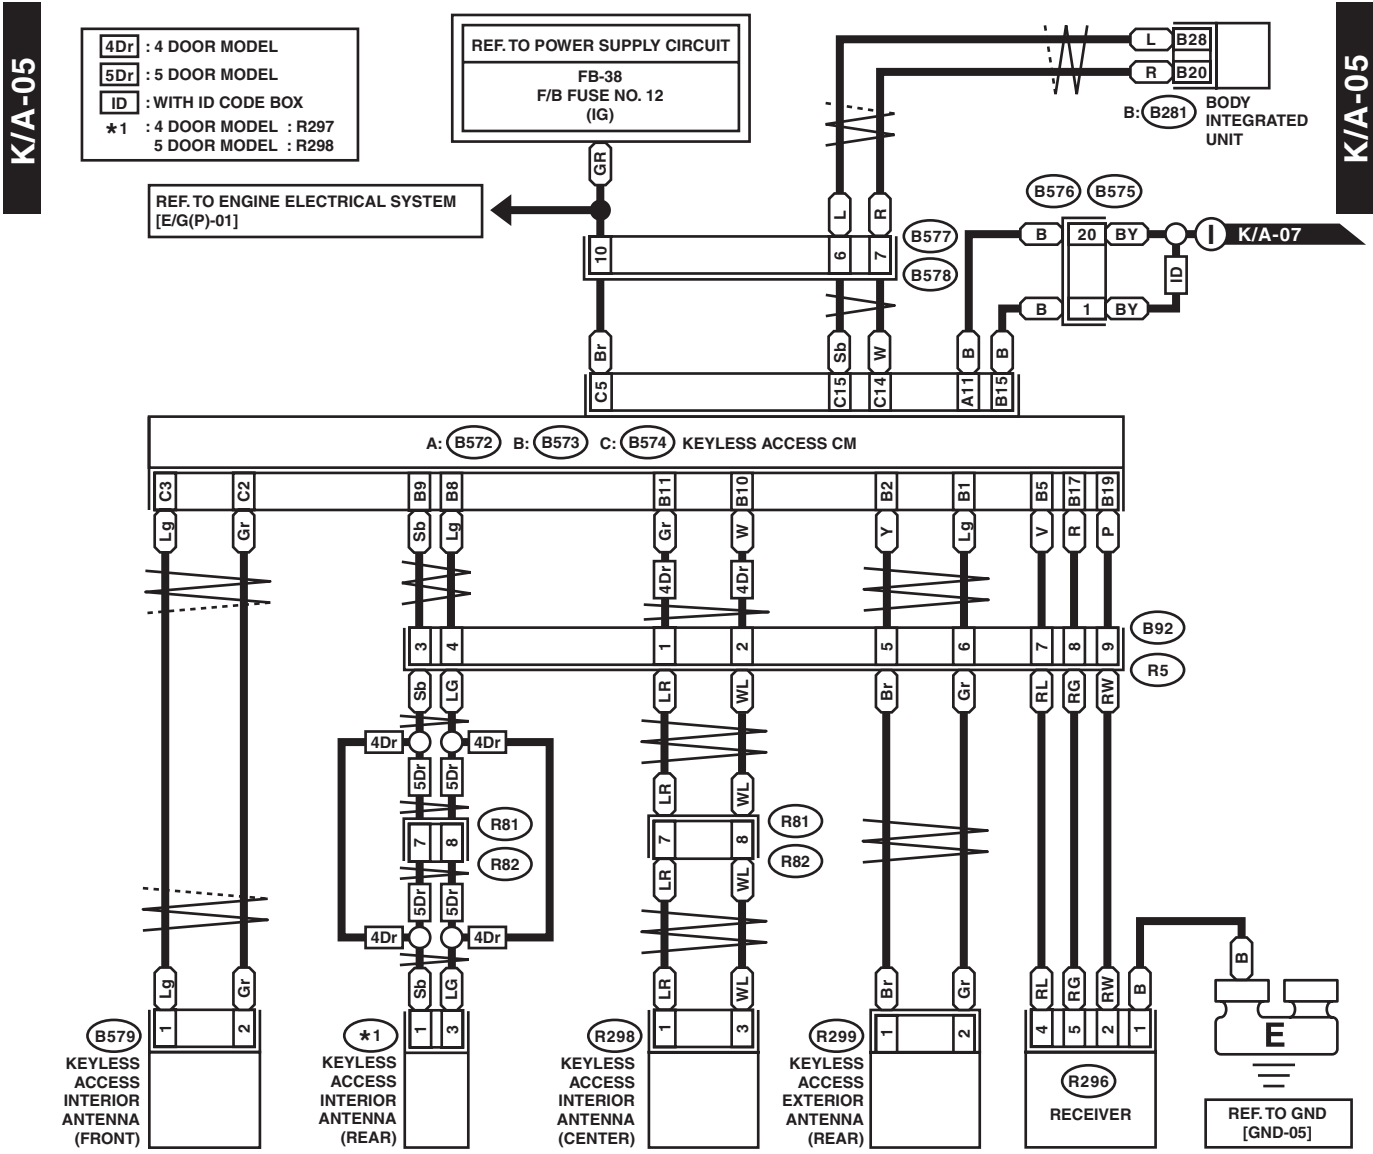 K/A-05
K/A-05
4Dr : 4 DOOR MODEL
5Dr : 5 DOOR MODEL
ID : WITH ID CODE BOX
*1 : 4 DOOR MODEL : R297
5 DOOR MODEL : R298
REF. TO POWER SUPPLY CIRCUIT
FB-38
F/B FUSE NO. 12
(IG)
L B28
R B20
B: B281
BODY
INTEGRATED
UNIT
GR
REF. TO ENGINE ELECTRICAL SYSTEM
[E/G(P)-01]
L R
B576 B575
10 6 7
B577
B578
B 20 BY I K/A-07
ID
B 1 BY
Br Sb W B B
C5 C15 C14 A11 B15
A: B572 B: B573 C: B574 KEYLESS ACCESS CM
C3 C2 B9 B8 B11 B10 B2 B1 B5 B17 B19
Lg Gr Sb Lg Gr W Y Lg V R P
4Dr 4Dr
3 4 1 2 5 6 7 8 9
B92
R5
Sb LG LR WL Br Gr RL RG RW
4Dr 4Dr
5Dr 5Dr
LR WL
7 8
R81
R82
7 8
R81
R82
LR WL
5Dr 5Dr
4Dr 4Dr
B
Lg Gr Sb LG LR WL Br Gr RL RG RW B
1 2 1 3 1 3 1 2 4 5 2 1
E
B579
KEYLESS
ACCESS
INTERIOR
ANTENNA
(FRONT)
*1
KEYLESS
ACCESS
INTERIOR
ANTENNA
(REAR)
R298
KEYLESS
ACCESS
INTERIOR
ANTENNA
(CENTER)
R299
KEYLESS
ACCESS
EXTERIOR
ANTENNA
(REAR)
R296
RECEIVER
REF. TO GND
[GND-05]